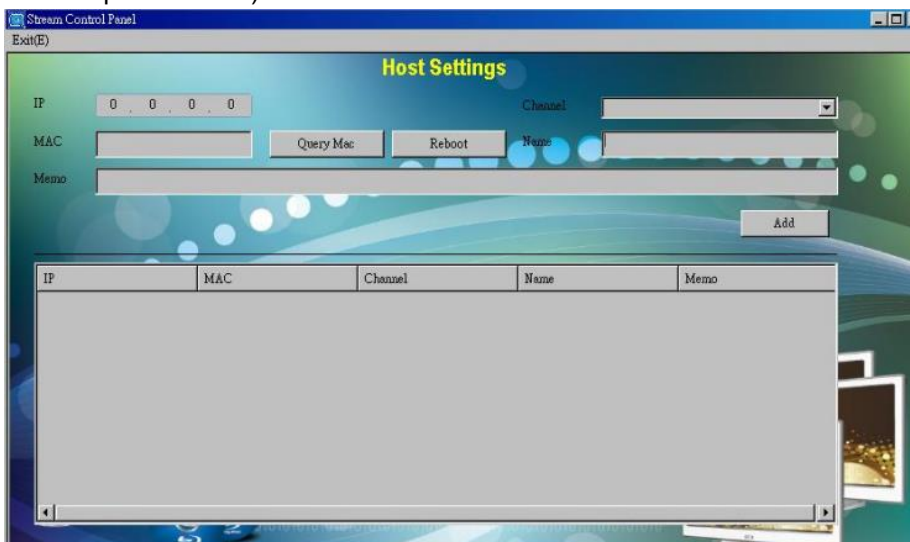 Stream Control Panel
Exit(E)
Host Settings
IP 0 . 0 . 0 . 0 Channel
MAC Query Mac Reboot Name
Memo
Add
IP MAC Channel Name Memo